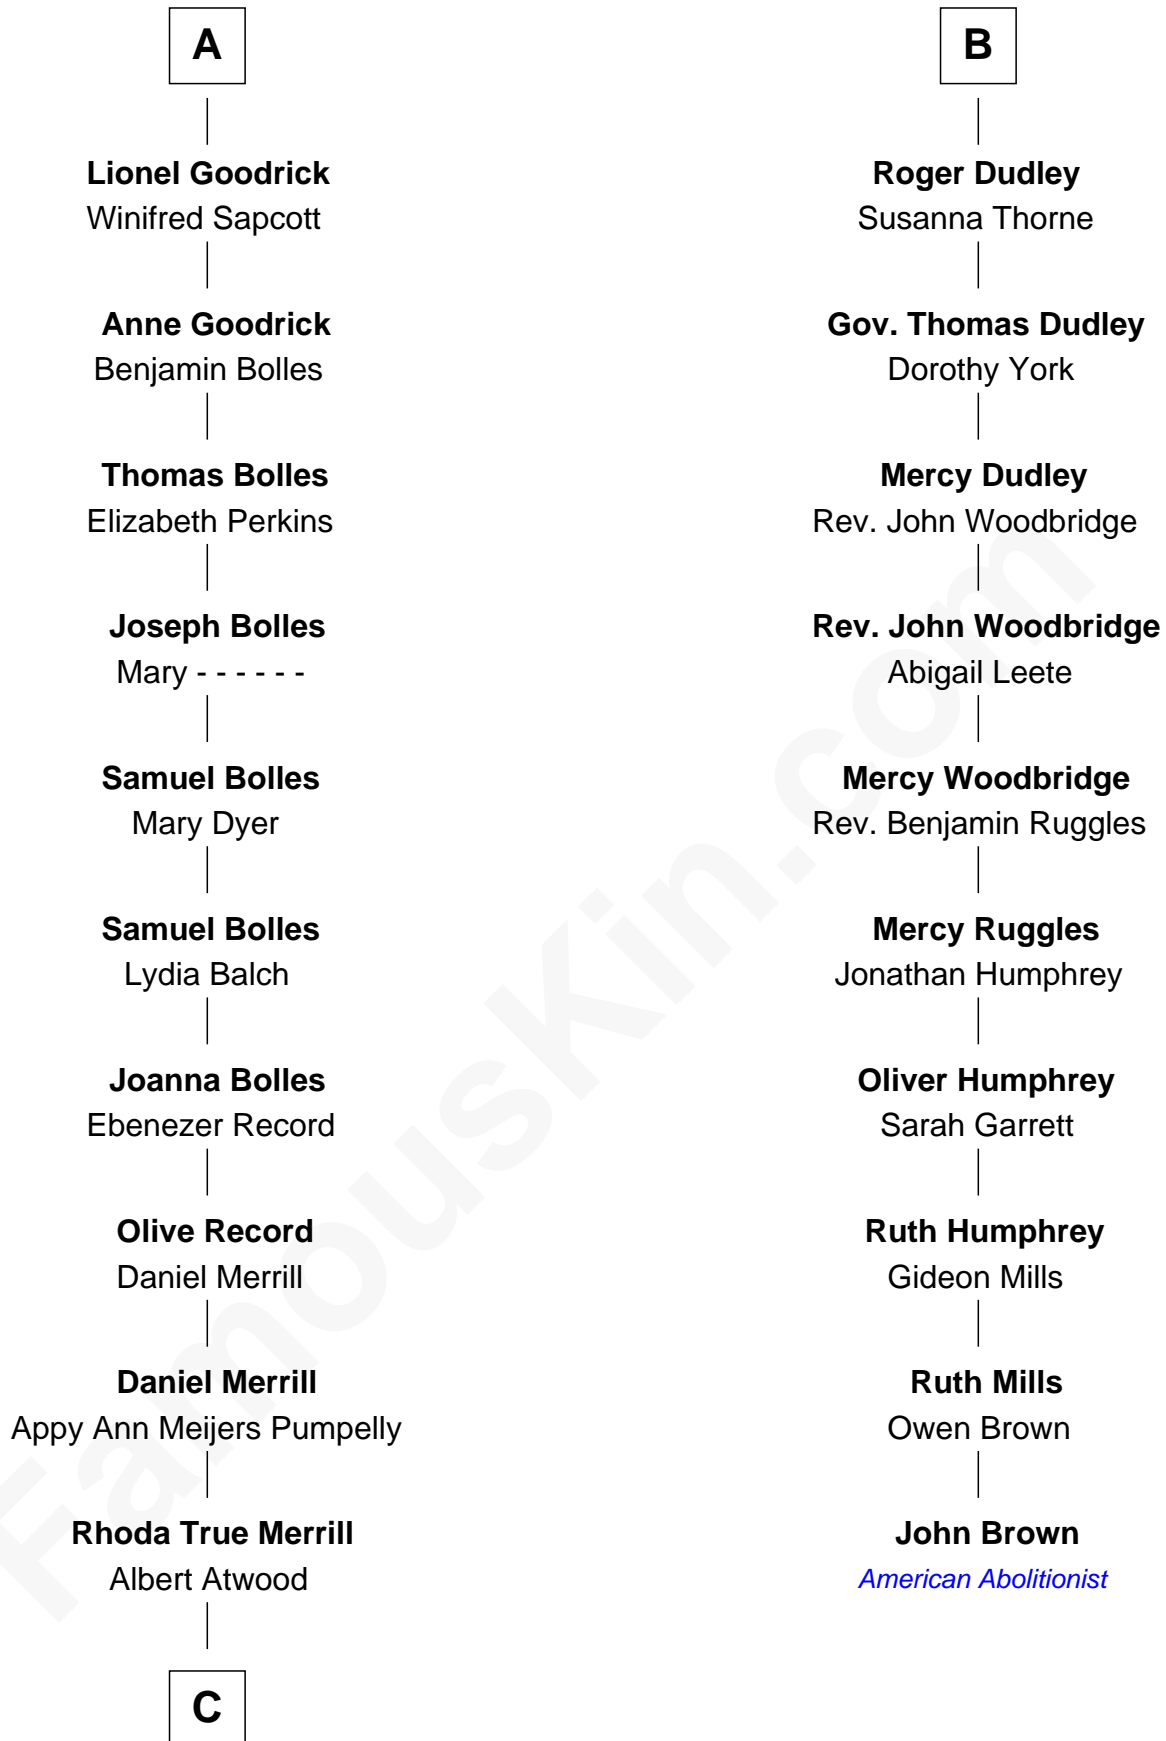 A
Lionel Goodrick
Winifred Sapcott
Anne Goodrick
Benjamin Bolles
Thomas Bolles
Elizabeth Perkins
Joseph Bolles
Mary - - - - - -
Samuel Bolles
Mary Dyer
Samuel Bolles
Lydia Balch
Joanna Bolles
Ebenezer Record
Olive Record
Daniel Merrill
Daniel Merrill
Appy Ann Meijers Pumpelly
Rhoda True Merrill
Albert Atwood
C
B
Roger Dudley
Susanna Thorne
Gov. Thomas Dudley
Dorothy York
Mercy Dudley
Rev. John Woodbridge
Rev. John Woodbridge
Abigail Leete
Mercy Woodbridge
Rev. Benjamin Ruggles
Mercy Ruggles
Jonathan Humphrey
Oliver Humphrey
Sarah Garrett
Ruth Humphrey
Gideon Mills
Ruth Mills
Owen Brown
John Brown
American Abolitionist
FamousKin.com